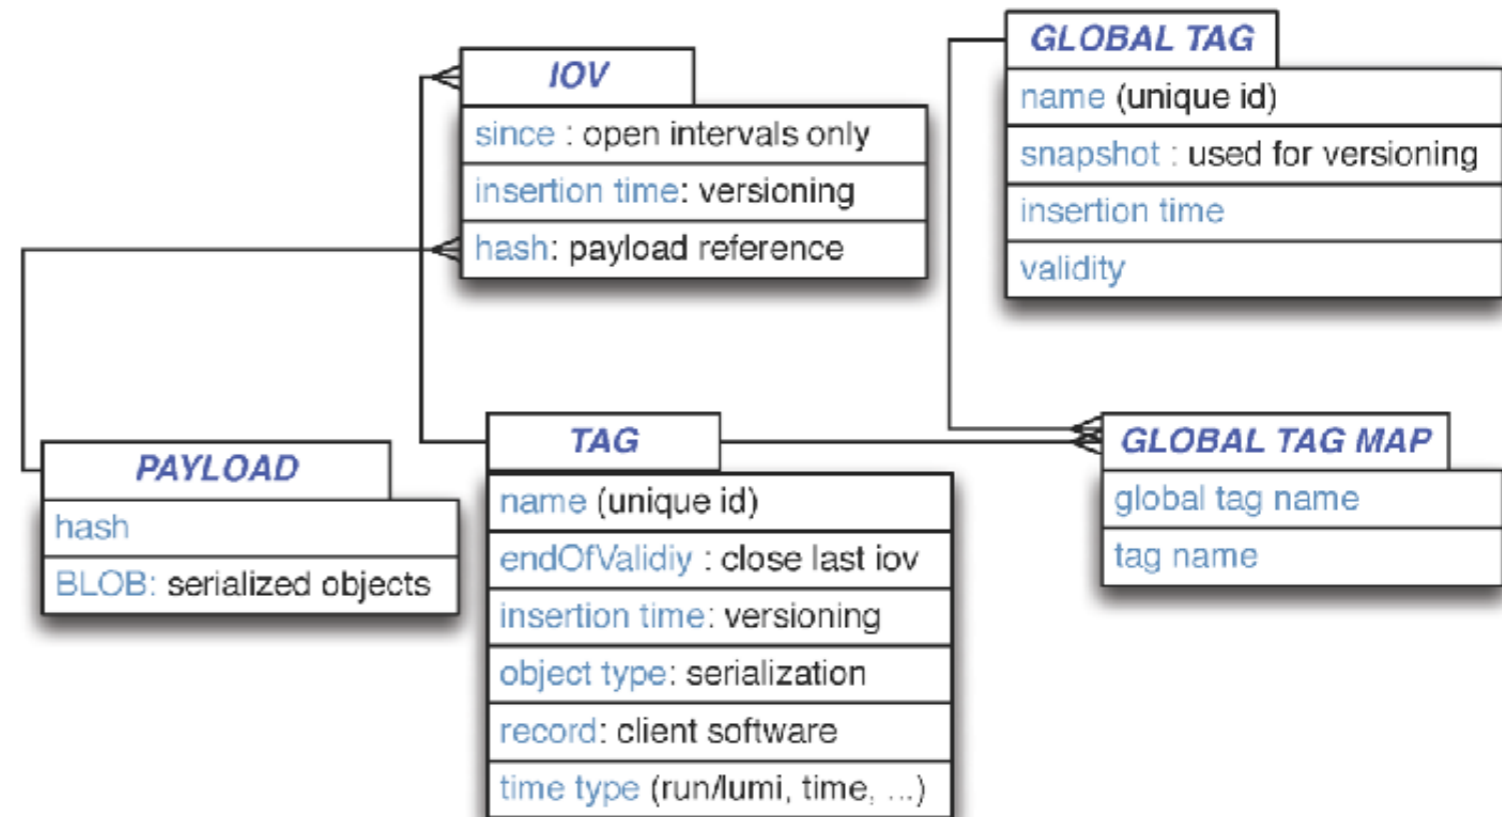 IOV
since : open intervals only
insertion time: versioning
hash: payload reference
GLOBAL TAG
name (unique id)
snapshot : used for versioning
insertion time
validity
PAYLOAD
hash
BLOB: serialized objects
TAG
name (unique id)
endOfValidiy : close last iov
insertion time: versioning
object type: serialization
record: client software
time type (run/lumi, time, ...)
GLOBAL TAG MAP
global tag name
tag name